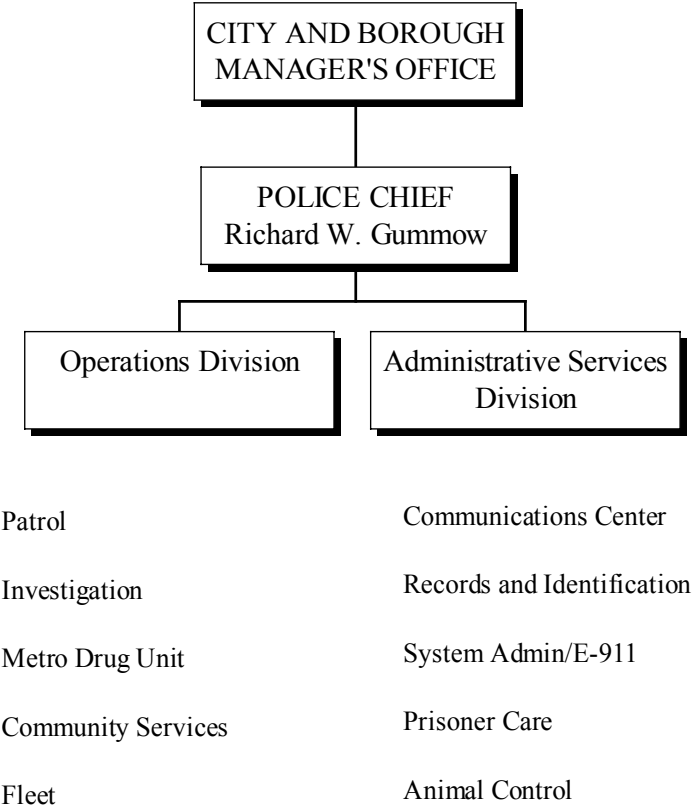 CITY AND BOROUGH
MANAGER'S OFFICE
POLICE CHIEF
Richard W. Gummow
Operations Division
Administrative Services
Division
Patrol
Investigation
Metro Drug Unit
Community Services
Fleet
Communications Center
Records and Identification
System Admin/E-911
Prisoner Care
Animal Control